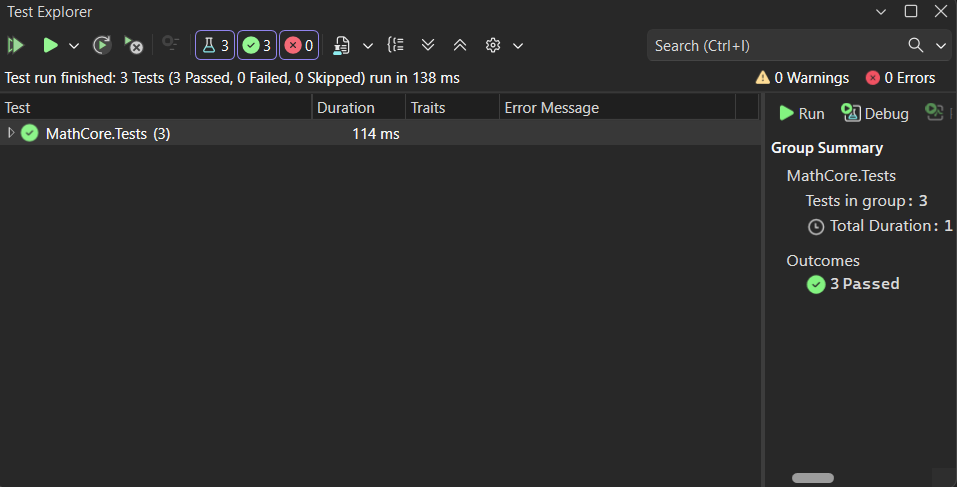 Test Explorer
3 3 0
Search (Ctrl+I)
Test run finished: 3 Tests (3 Passed, 0 Failed, 0 Skipped) run in 138 ms
0 Warnings
0 Errors
Test Duration Traits Error Message
MathCore.Tests (3) 114 ms
Run Debug
Group Summary
MathCore.Tests
Tests in group: 3
Total Duration: 1
Outcomes
3 Passed